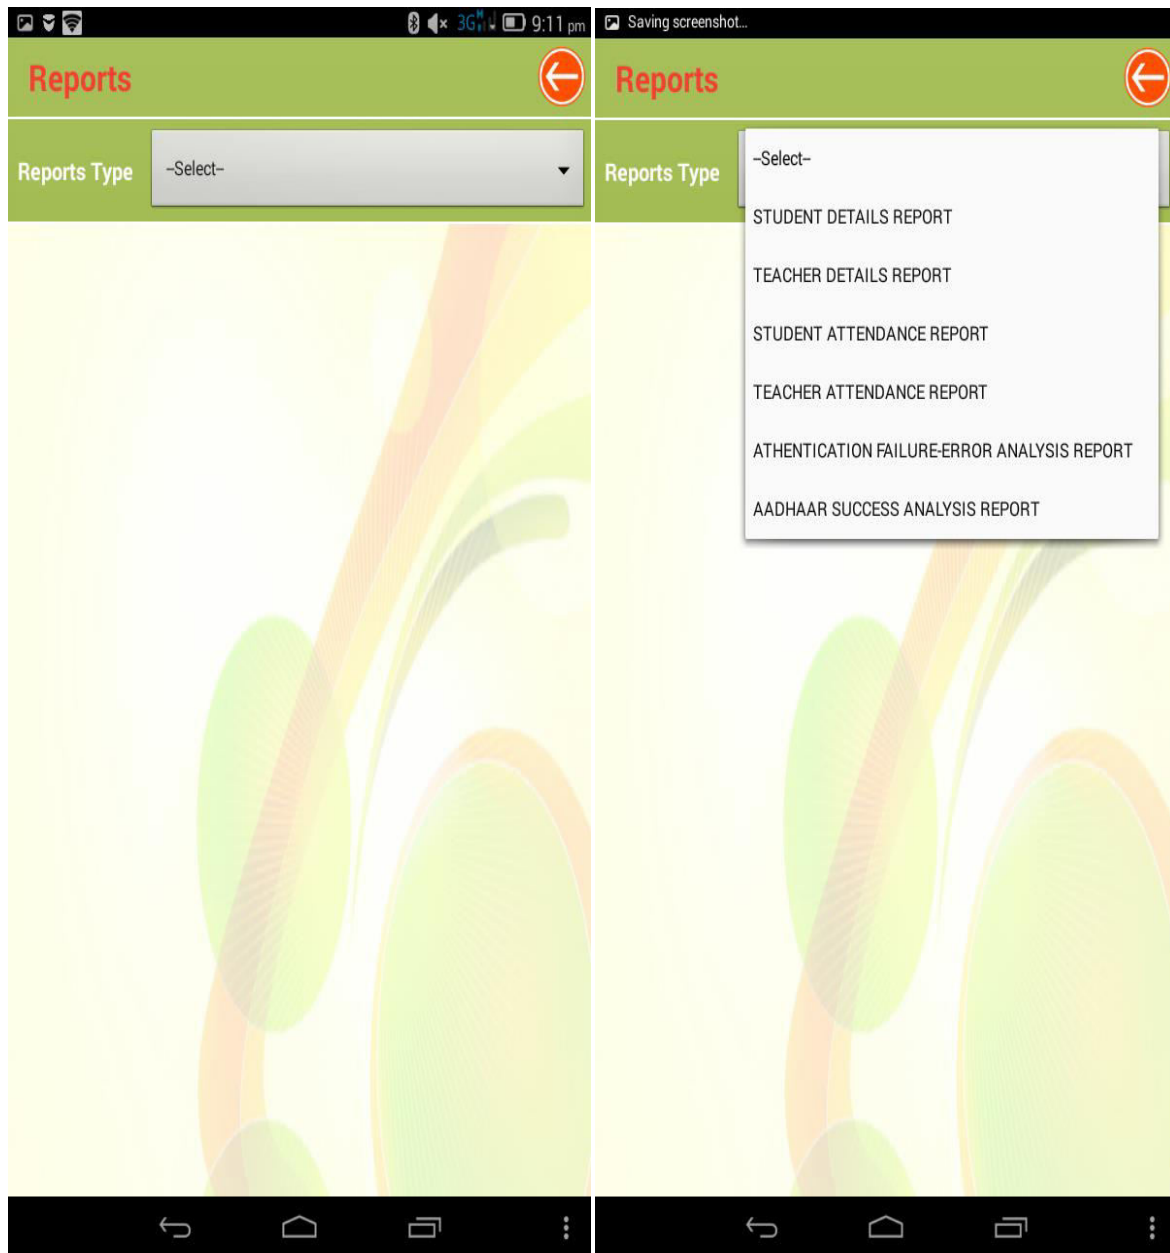 3G H 9:11 pm
Reports
Reports Type
--Select--
Saving screenshot...
Reports
Reports Type
--Select--
STUDENT DETAILS REPORT
TEACHER DETAILS REPORT
STUDENT ATTENDANCE REPORT
TEACHER ATTENDANCE REPORT
ATHENTICATION FAILURE-ERROR ANALYSIS REPORT
AADHAAR SUCCESS ANALYSIS REPORT